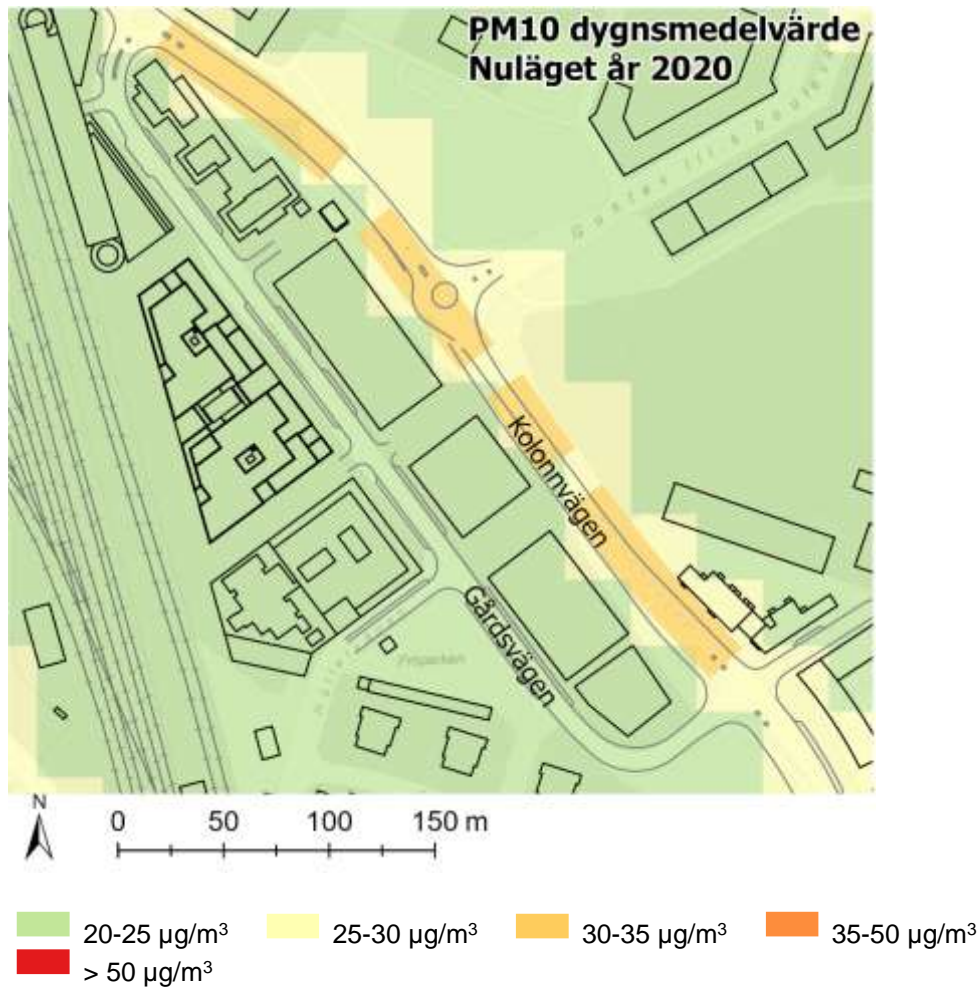 PM10 dygnsmedelvärde
Nuläget år 2020
Kolonnvägen
Gårdsvägen
Fröparken
N
0 50 100 150 m
20-25 µg/m³ 25-30 µg/m³ 30-35 µg/m³ 35-50 µg/m³
> 50 µg/m³